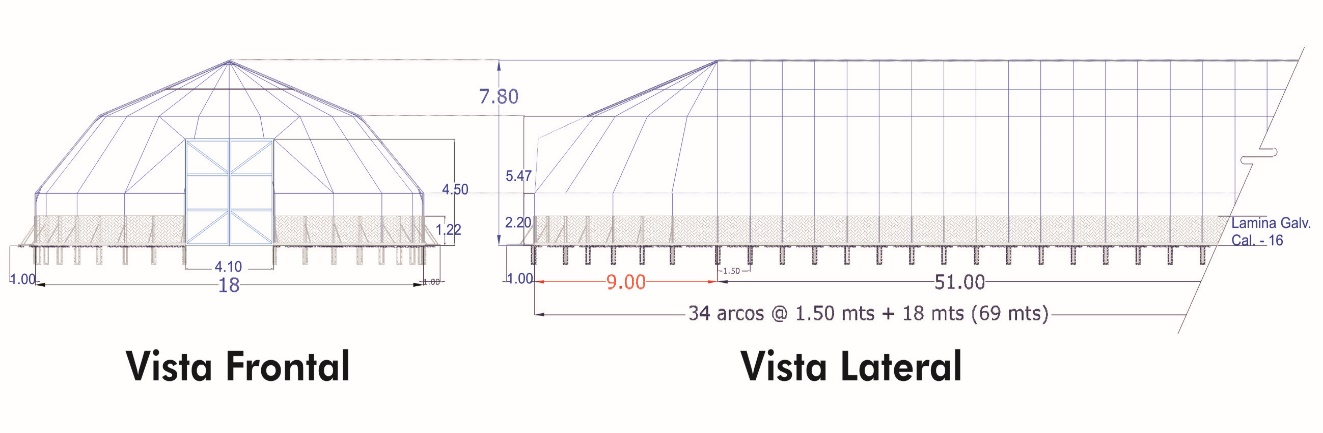 7.80
4.50
1.22
5.47
2.20
Lamina Galv.
Cal. - 16
1.00
4.10
18
1.00
1.00
9.00
1.50
51.00
34 arcos @ 1.50 mts + 18 mts (69 mts)
Vista Frontal
Vista Lateral